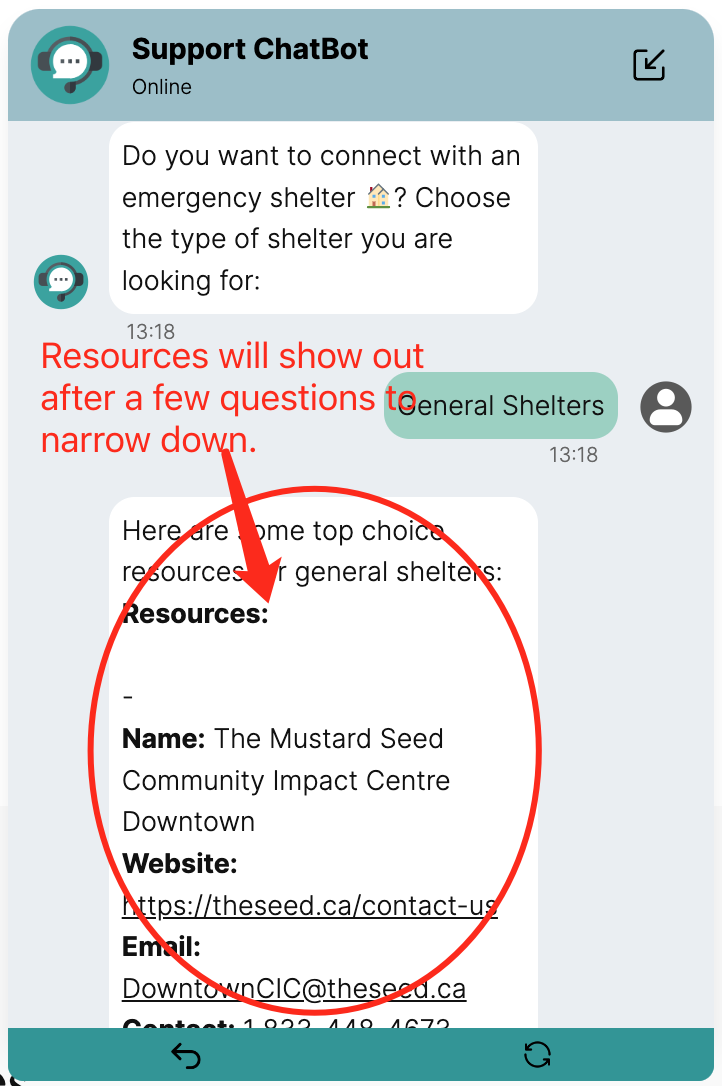 Support ChatBot
Online
Do you want to connect with an
emergency shelter 🏠? Choose
the type of shelter you are
looking for:
13:18
Resources will show out
after a few questions to
narrow down.
General Shelters
13:18
Here are some top choice
resources for general shelters:
Resources:
-
Name: The Mustard Seed
Community Impact Centre
Downtown
Website:
https://theseed.ca/contact-us
Email:
DowntownCIC@theseed.ca
Contact: 1-833-448-4673